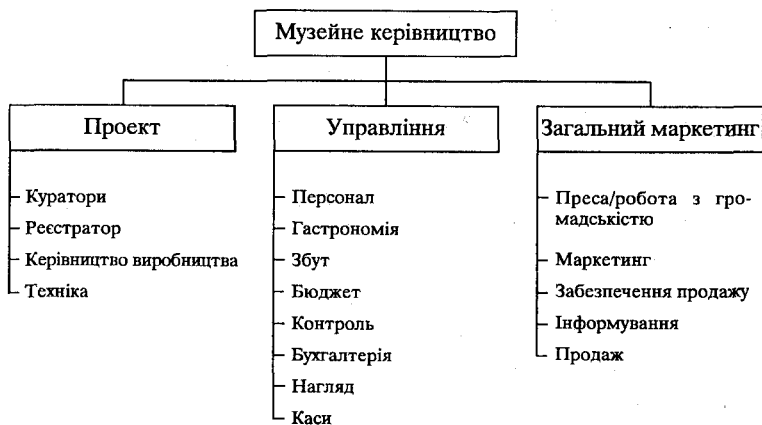 Музейне керівництво
Проект
Управління
Загальний маркетинг
Куратори
Реєстратор
Керівництво виробництва
Техніка
Персонал
Гастрономія
Збут
Бюджет
Контроль
Бухгалтерія
Нагляд
Каси
Преса/робота з гро-
мадськістю
Маркетинг
Забезпечення продажу
Інформування
Продаж